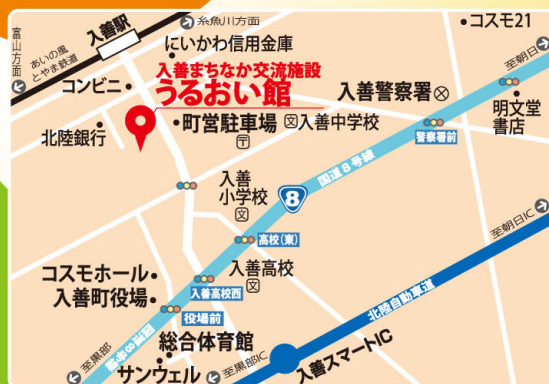 糸魚川方面
コスモ21
入善駅
富山方面
あいの風
とやま鉄道
にいかわ信用金庫
至朝日
入善まちなか交流施設
うるおい館
コンビニ
入善警察署
明文堂
書店
北陸銀行
町営駐車場
文
入善中学校
〒
警察署前
国道8号線
入善
小学校
文
8
高校(東)
至朝日IC
入善高校
文
コスモホール
入善町役場
入善高校西
北陸自動車道
役場前
国道8号線
総合体育館
入善スマートIC
至黒部
サンウェル
至黒部IC